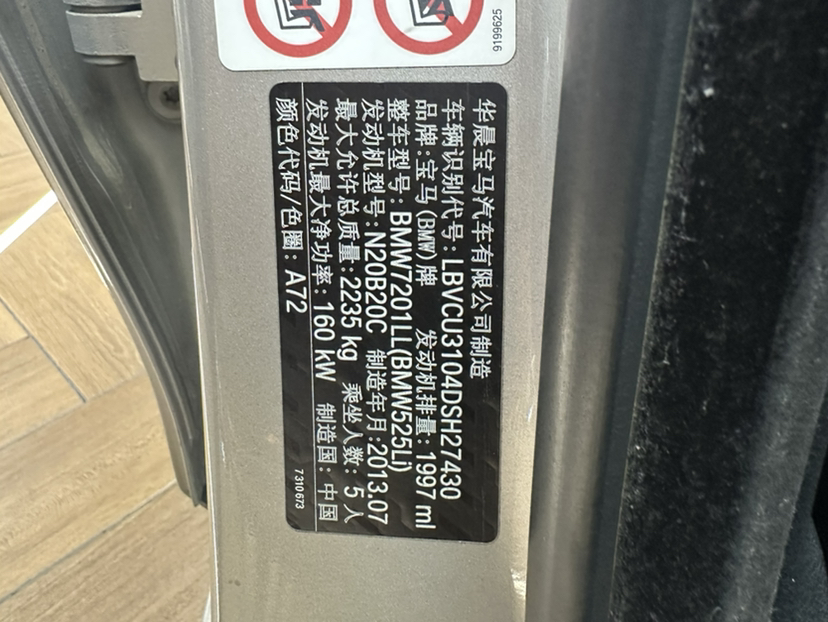 9199625
华晨宝马汽车有限公司制造
车辆识别代号: LBVCU3104DSH27430
品牌:宝马(BMW)牌 发动机排量: 1997 ml
整车型号: BMW7201LL(BMW525Li)
发动机型号: N20B20C 制造年月:2013.07
最大允许总质量:2235 kg 乘坐人数: 5 人
发动机最大净功率: 160 kW 制造国: 中国
颜色代码/色圈: A72
7 310 673